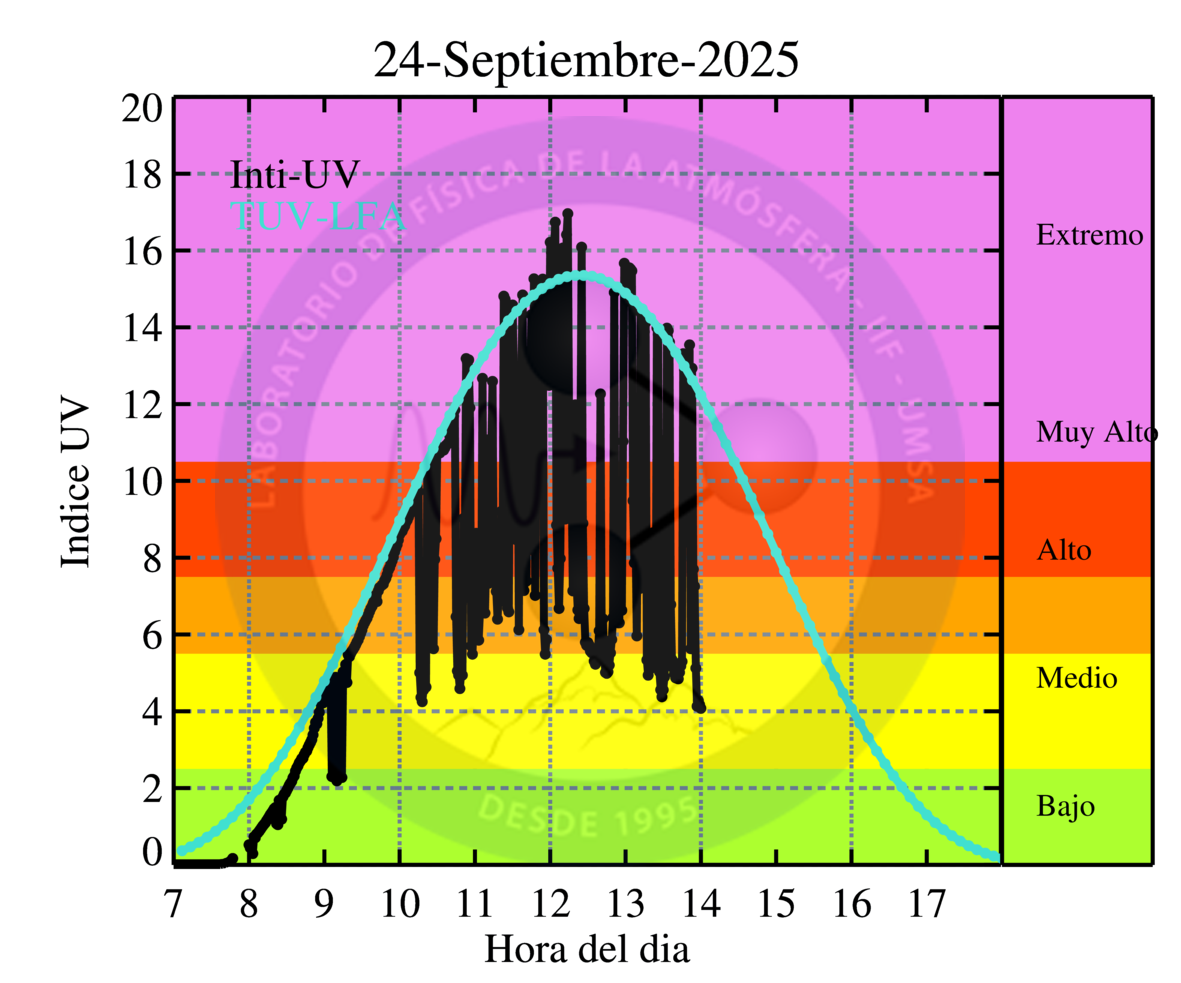 24-Septiembre-2025
Inti-UV
TUV-LFA
LABORATORIO DE FÍSICA DE LA ATMÓSFERA - IIF - UMSA
DESDE 1995
Indice UV
20
18
16
14
12
10
8
6
4
2
0
Extremo
Muy Alto
Alto
Medio
Bajo
7 8 9 10 11 12 13 14 15 16 17
Hora del dia